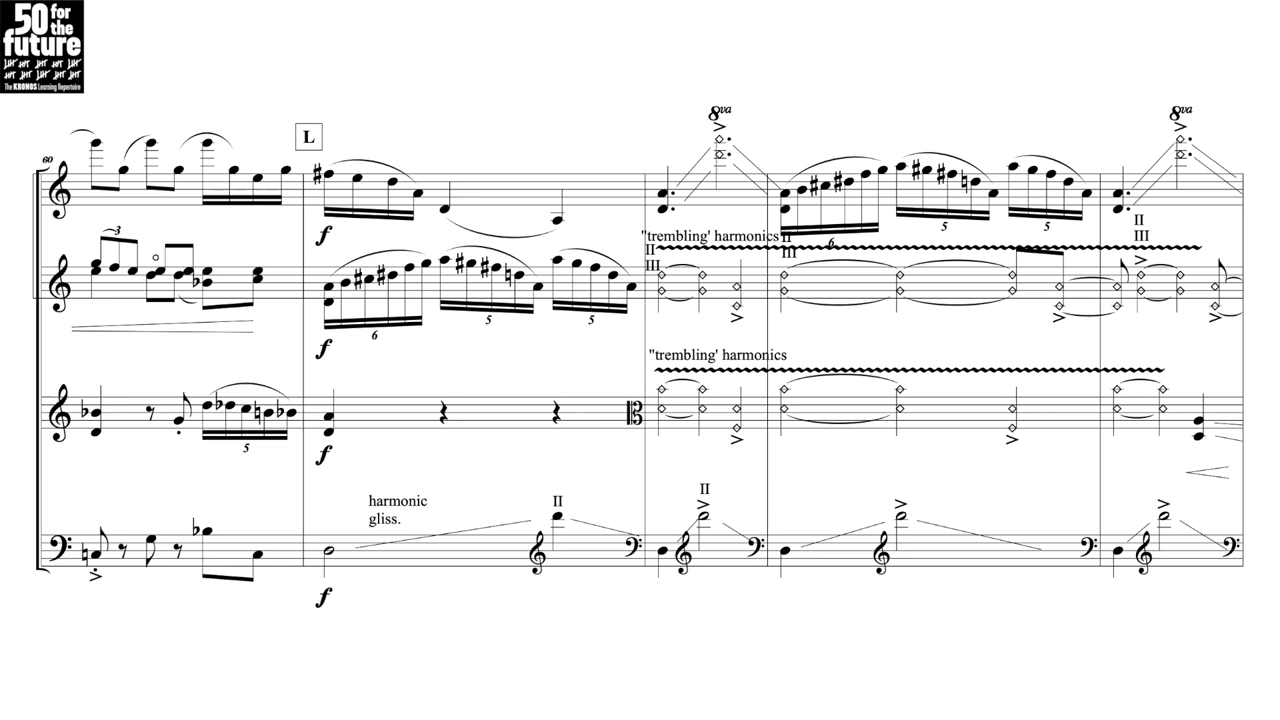 50 for
the
future
The KRONOS Learning Repertoire
8va
8va
L
60
3
f
6
5
5
II
III
"trembling' harmonics
II
III
II
III
f
6
5
5
"trembling' harmonics
5
f
harmonic
gliss.
II
II
f